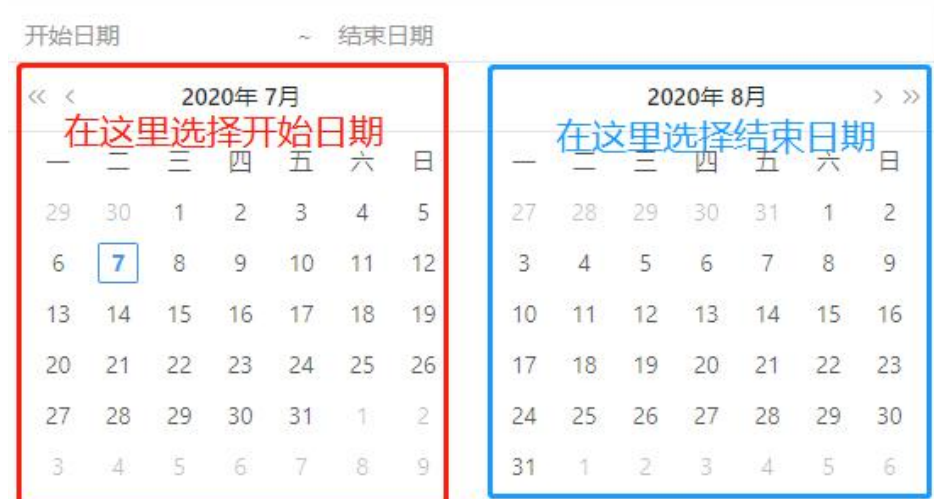 开始日期 ~ 结束日期
« ‹ 2020年 7月
在这里选择开始日期
一 二 三 四 五 六 日
29 30 1 2 3 4 5
6 7 8 9 10 11 12
13 14 15 16 17 18 19
20 21 22 23 24 25 26
27 28 29 30 31 1 2
3 4 5 6 7 8 9
2020年 8月 › »
在这里选择结束日期
一 二 三 四 五 六 日
27 28 29 30 31 1 2
3 4 5 6 7 8 9
10 11 12 13 14 15 16
17 18 19 20 21 22 23
24 25 26 27 28 29 30
31 1 2 3 4 5 6